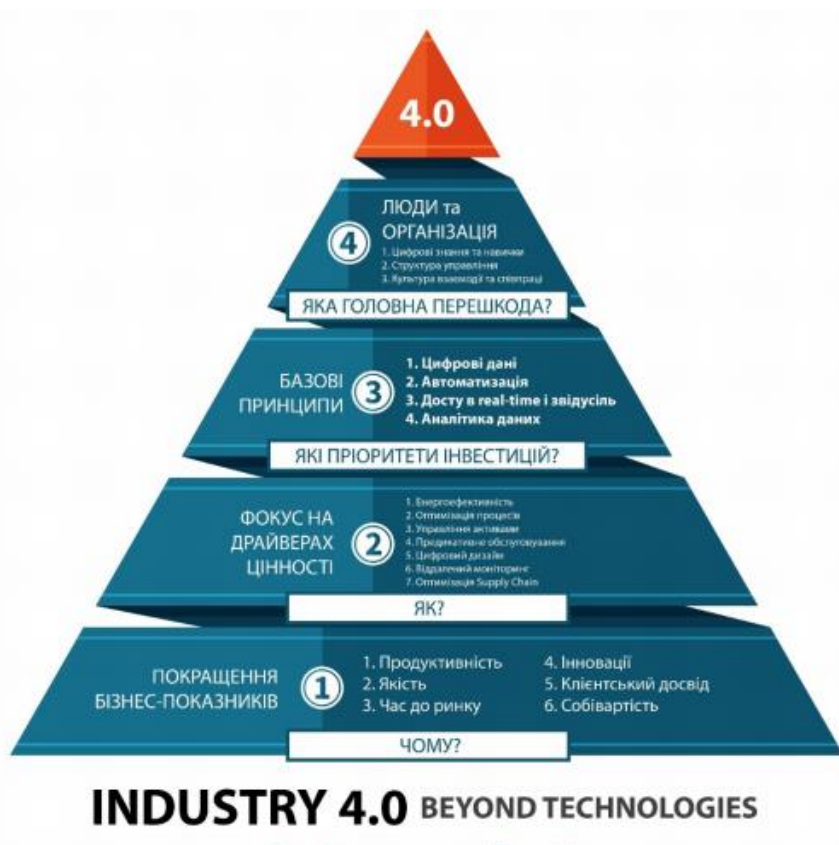 4.0
ЛЮДИ та
ОРГАНІЗАЦІЯ
4
1. Цифрові знання та навички
2. Структура управління
3. Культура взаємодії та співпраці
ЯКА ГОЛОВНА ПЕРЕШКОДА?
БАЗОВІ
ПРИНЦИПИ
3
1. Цифрові дані
2. Автоматизація
3. Досту в real-time і звідусіль
4. Аналітика даних
ЯКІ ПРІОРИТЕТИ ІНВЕСТИЦІЙ?
ФОКУС НА
ДРАЙВЕРАХ
ЦІННОСТІ
2
1. Енергоефективність
2. Оптимізація процесів
3. Управління активами
4. Предикативне обслуговування
5. Цифровий дизайн
6. Віддалений моніторинг
7. Оптимізація Supply Chain
ЯК?
ПОКРАЩЕННЯ
БІЗНЕС-ПОКАЗНИКІВ
1
1. Продуктивність
2. Якість
3. Час до ринку
4. Інновації
5. Клієнтський досвід
6. Собівартість
ЧОМУ?
INDUSTRY 4.0 BEYOND TECHNOLOGIES